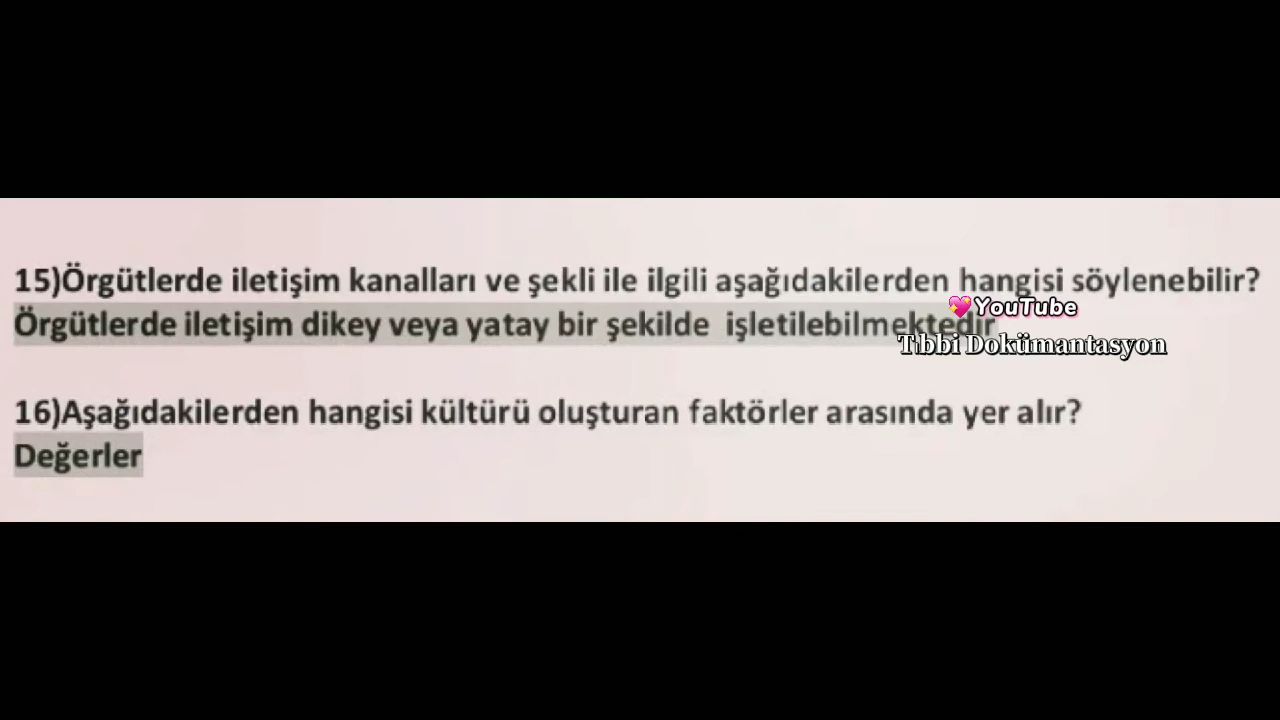 15)Örgütlerde iletişim kanalları ve şekli ile ilgili aşağıdakilerden hangisi söylenebilir?
Örgütlerde iletişim dikey veya yatay bir şekilde işletilebilmektedir
💖YouTube
Tıbbi Dokümantasyon
16)Aşağıdakilerden hangisi kültürü oluşturan faktörler arasında yer alır?
Değerler